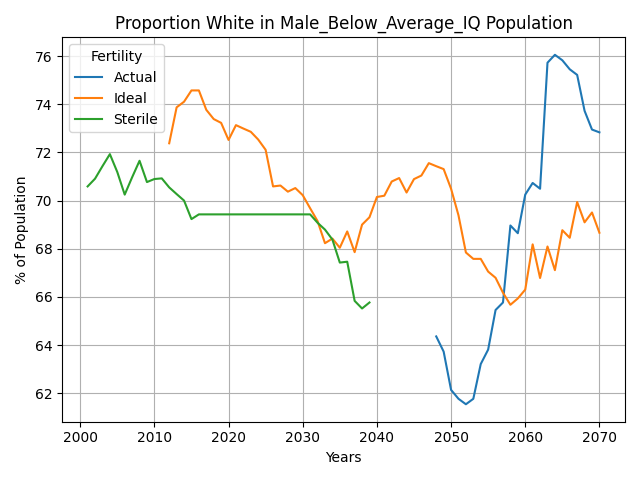 Proportion White in Male_Below_Average_IQ Population
Fertility
Actual
Ideal
Sterile
% of Population
76
74
72
70
68
66
64
62
2000 2010 2020 2030 2040 2050 2060 2070
Years